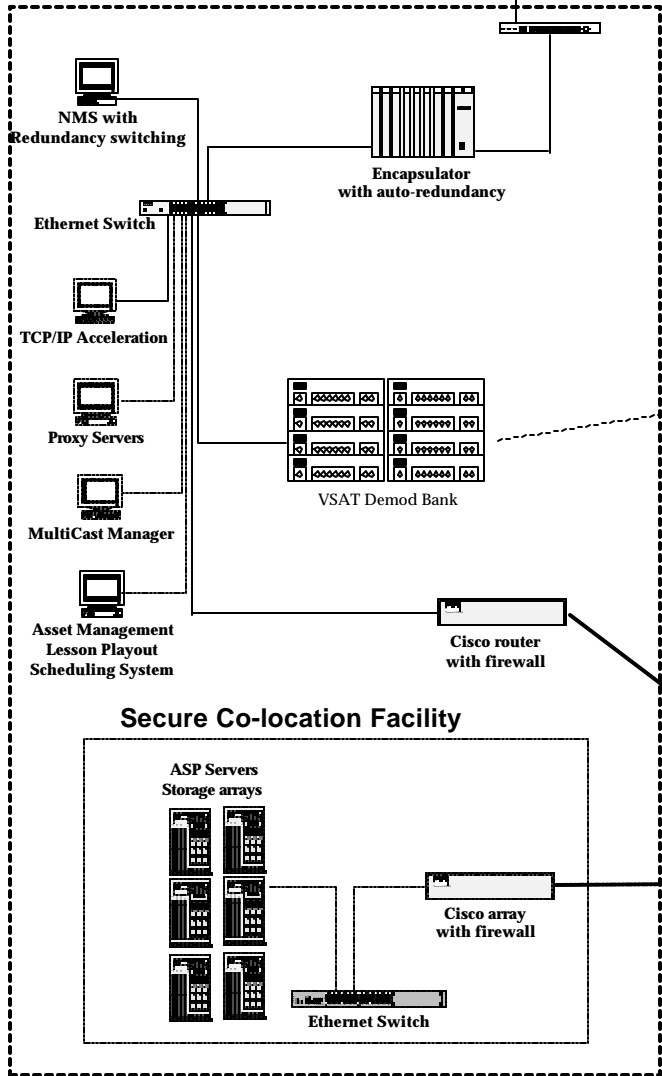 NMS with
Redundancy switching
Encapsulator
with auto-redundancy
Ethernet Switch
TCP/IP Acceleration
Proxy Servers
VSAT Demod Bank
MultiCast Manager
Asset Management
Lesson Playout
Scheduling System
Cisco router
with firewall
Secure Co-location Facility
ASP Servers
Storage arrays
Cisco array
with firewall
Ethernet Switch